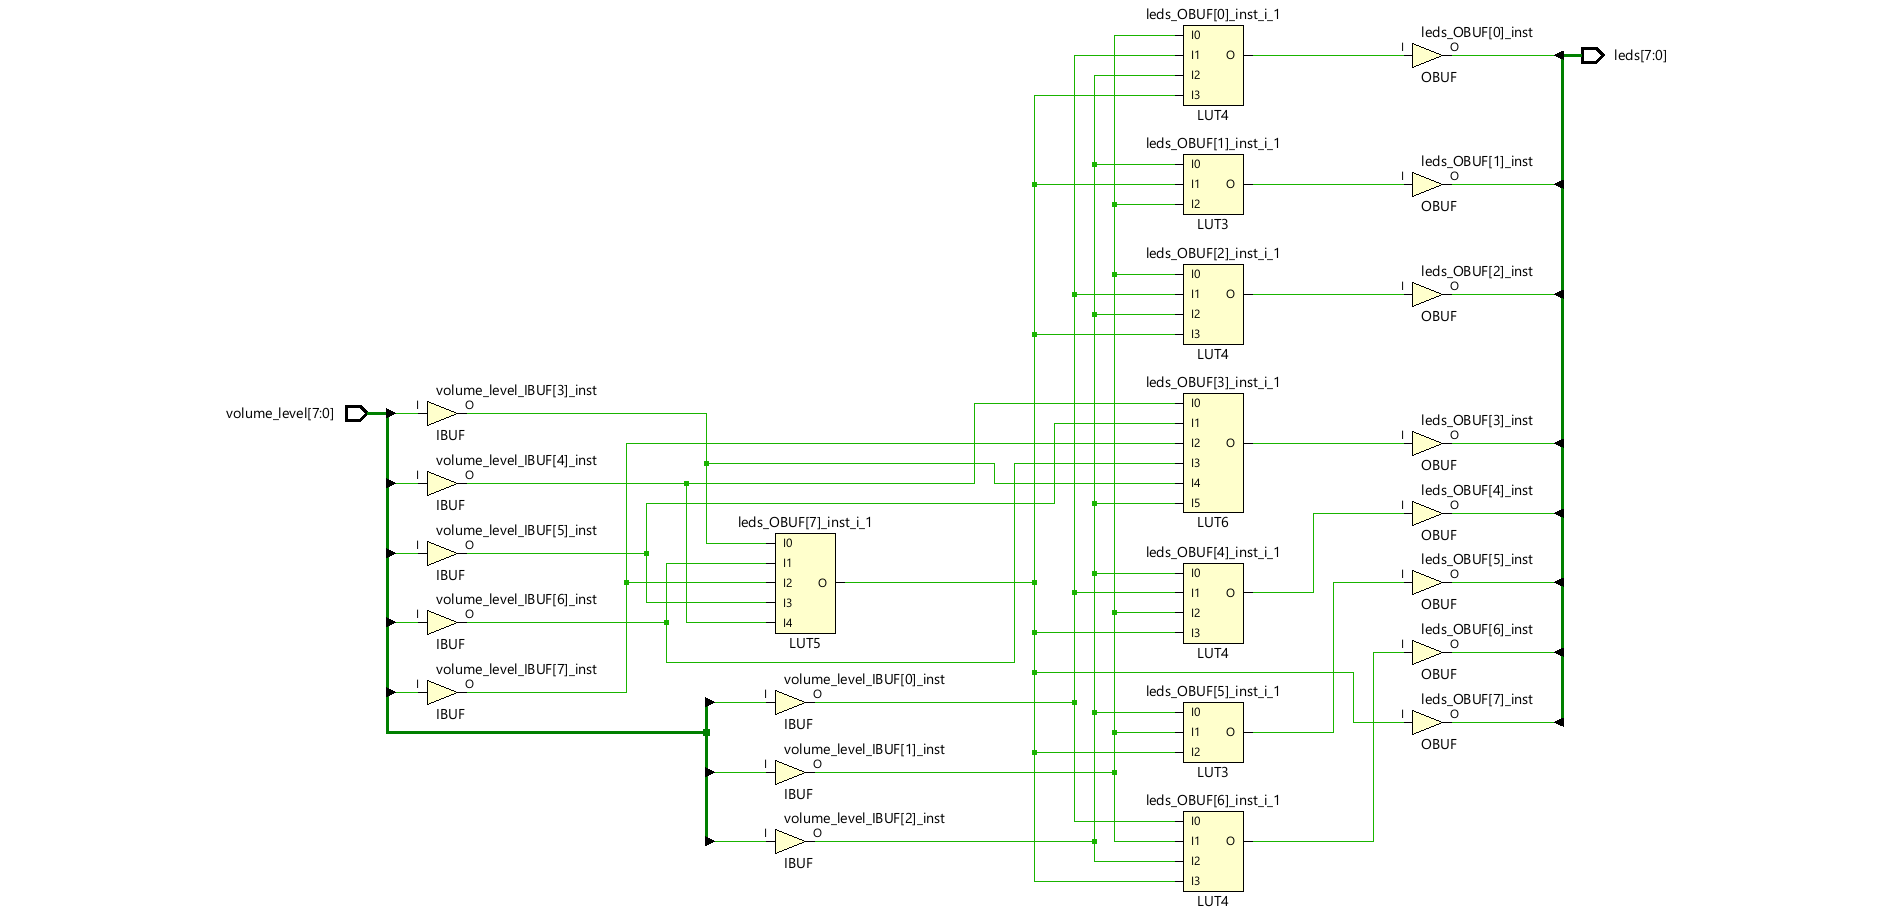 leds_OBUF[0]_inst_i_1
I0
I1 O
I2
I3
LUT4
leds_OBUF[0]_inst
I O
OBUF
leds[7:0]
leds_OBUF[1]_inst_i_1
I0
I1 O
I2
LUT3
leds_OBUF[1]_inst
I O
OBUF
leds_OBUF[2]_inst_i_1
I0
I1 O
I2
I3
LUT4
leds_OBUF[2]_inst
I O
OBUF
volume_level[7:0]
volume_level_IBUF[3]_inst
I O
IBUF
volume_level_IBUF[4]_inst
I O
IBUF
volume_level_IBUF[5]_inst
I O
IBUF
volume_level_IBUF[6]_inst
I O
IBUF
volume_level_IBUF[7]_inst
I O
IBUF
leds_OBUF[7]_inst_i_1
I0
I1
I2 O
I3
I4
LUT5
volume_level_IBUF[0]_inst
I O
IBUF
volume_level_IBUF[1]_inst
I O
IBUF
volume_level_IBUF[2]_inst
I O
IBUF
leds_OBUF[3]_inst_i_1
I0
I1
I2 O
I3
I4
I5
LUT6
leds_OBUF[4]_inst_i_1
I0
I1 O
I2
I3
LUT4
leds_OBUF[5]_inst_i_1
I0
I1 O
I2
LUT3
leds_OBUF[6]_inst_i_1
I0
I1 O
I2
I3
LUT4
leds_OBUF[3]_inst
I O
OBUF
leds_OBUF[4]_inst
I O
OBUF
leds_OBUF[5]_inst
I O
OBUF
leds_OBUF[6]_inst
I O
OBUF
leds_OBUF[7]_inst
I O
OBUF